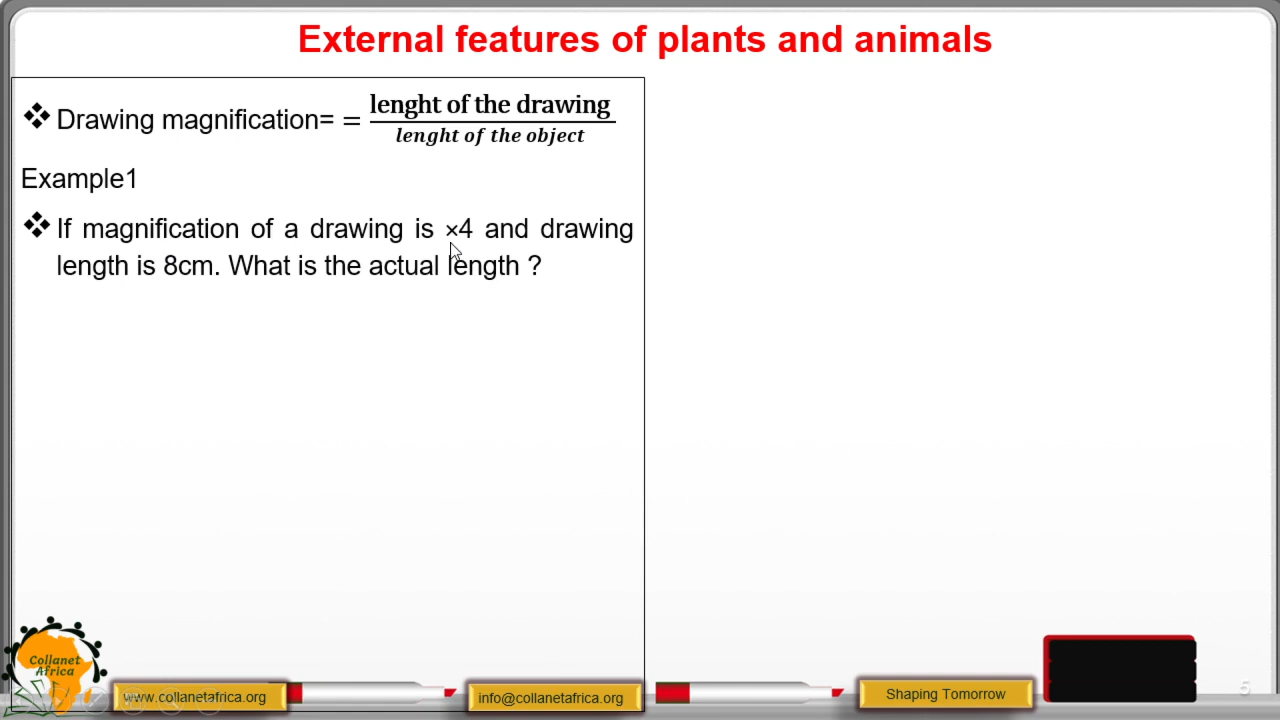 External features of plants and animals
❖ Drawing magnification= = lenght of the drawing
lenght of the object
Example1
❖ If magnification of a drawing is ×4 and drawing
length is 8cm. What is the actual length ?
Collanet
Africa
www.collanetafrica.org
info@collanetafrica.org
Shaping Tomorrow
5